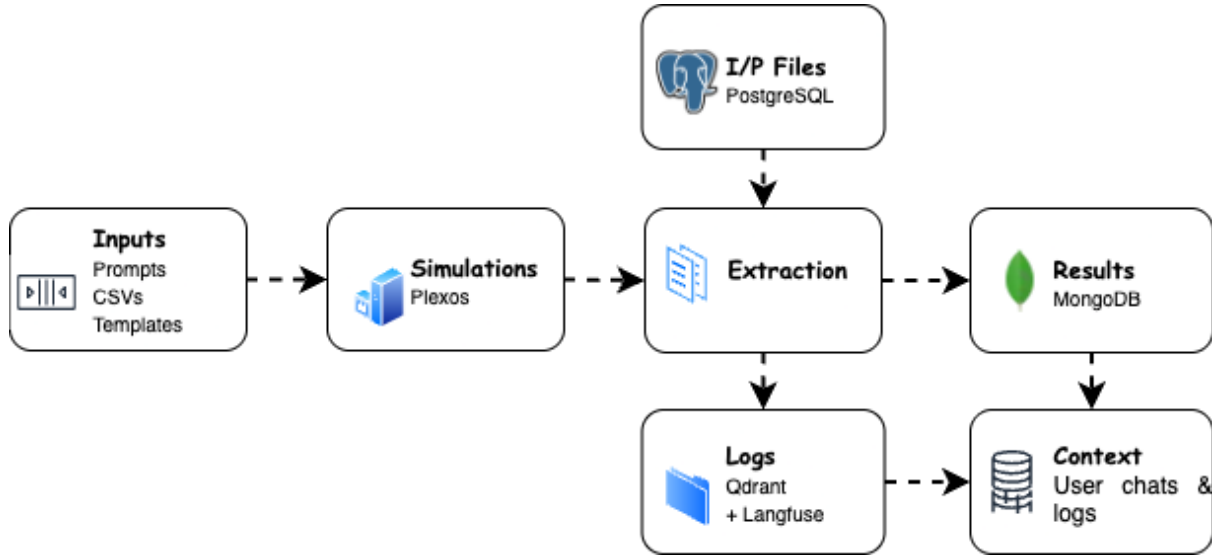 I/P Files
PostgreSQL
Inputs
Prompts
CSVs
Templates
Simulations
Plexos
Extraction
Results
MongoDB
Logs
Qdrant
+ Langfuse
Context
User chats &
logs